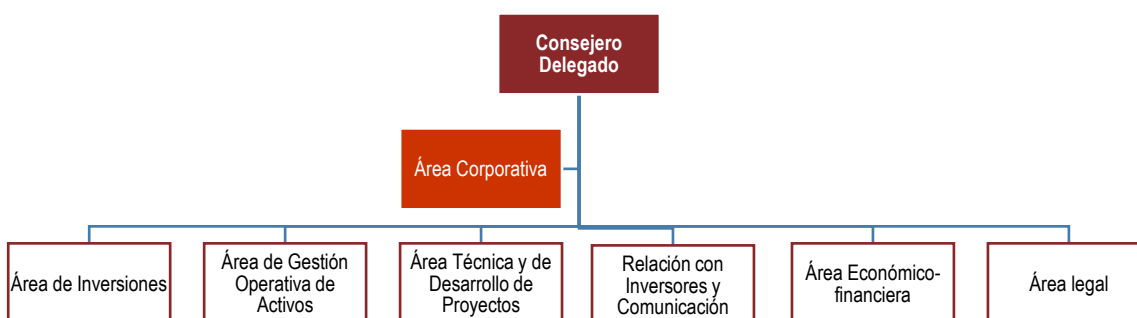 Consejero
Delegado
Área Corporativa
Área de Inversiones
Área de Gestión
Operativa de
Activos
Área Técnica y de
Desarrollo de
Proyectos
Relación con
Inversores y
Comunicación
Área Económico-
financiera
Área legal